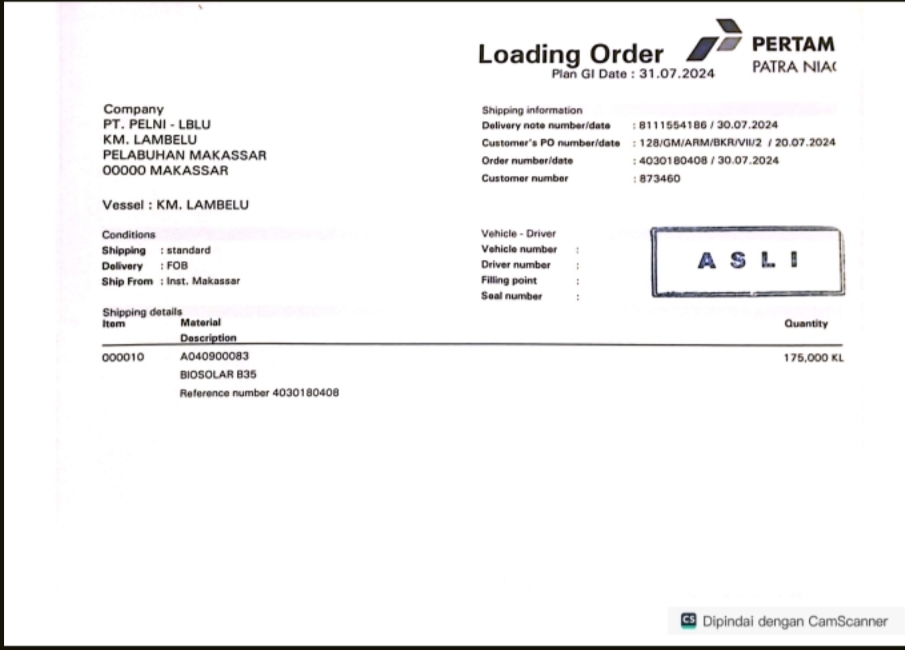 Loading Order
PERTAM
PATRA NIA
Plan GI Date : 31.07.2024
Company
PT. PELNI - LBLU
KM. LAMBELU
PELABUHAN MAKASSAR
00000 MAKASSAR
Vessel : KM. LAMBELU
Shipping information
Delivery note number/date : 8111554186 / 30.07.2024
Customer's PO number/date : 128/GM/ARM/BKR/VII/2 / 20.07.2024
Order number/date : 4030180408 / 30.07.2024
Customer number : 873460
Conditions
Shipping : standard
Delivery : FOB
Ship From : Inst. Makassar
Vehicle - Driver
Vehicle number :
Driver number :
Filling point :
Seal number :
A S L I
Shipping details
Item Material Quantity
Description
000010 A040900083 175,000 KL
BIOSOLAR B35
Reference number 4030180408
CS Dipindai dengan CamScanner